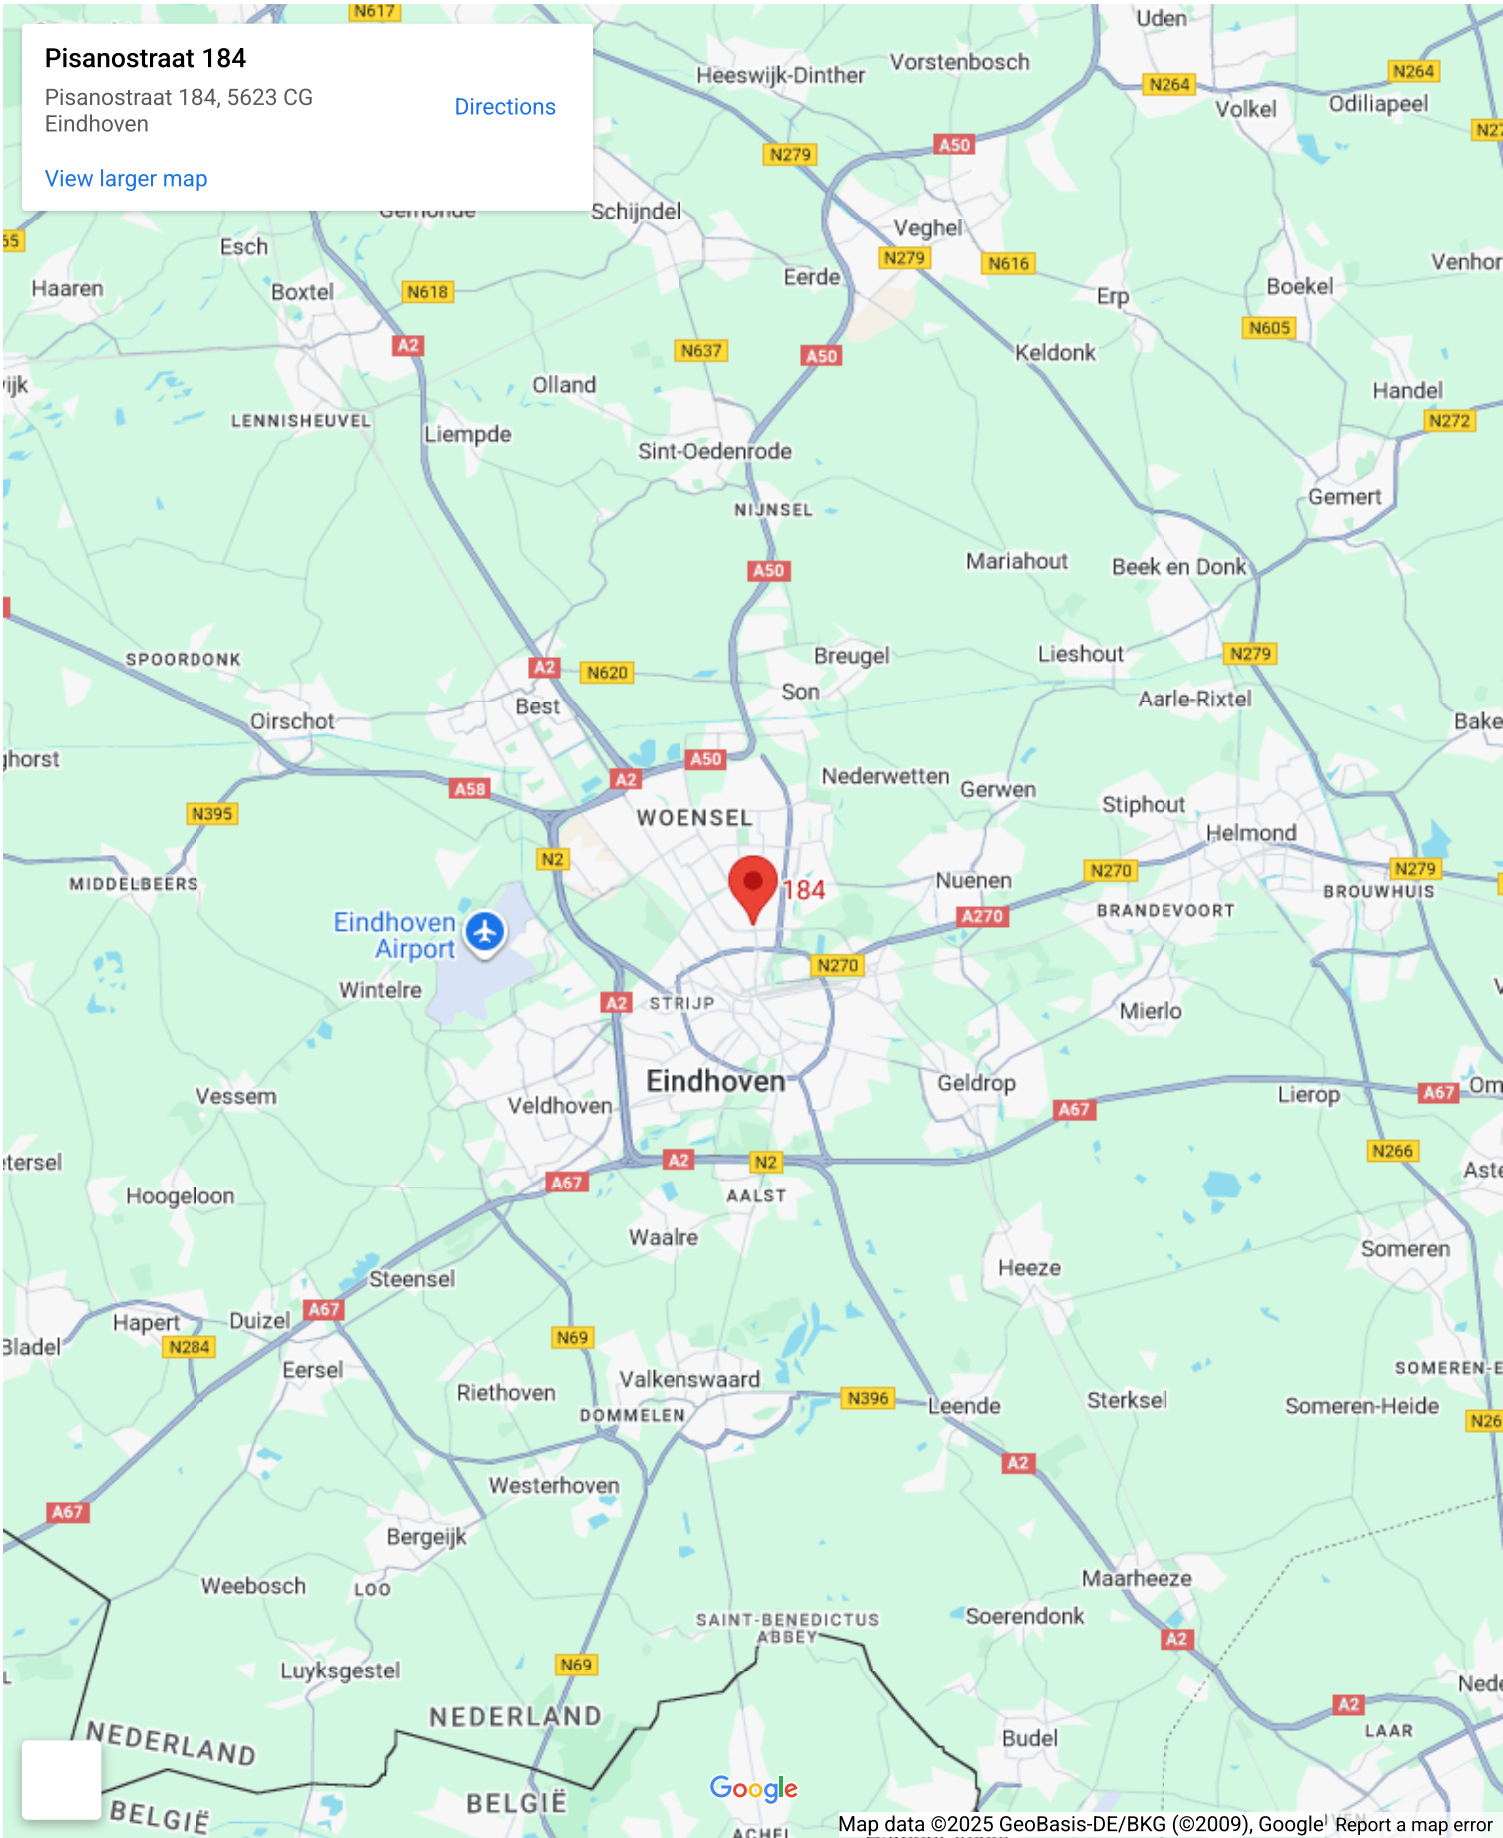 N617
Uden
Pisanostraat 184
Pisanostraat 184, 5623 CG
Eindhoven
Directions
View larger map
Heeswijk-Dinther
Vorstenbosch
N264
N264
Volkel
Odiliapeel
N279
A50
Gemonde
Schijndel
Veghel
N279
N616
Esch
Haaren
Boxtel
N618
Eerde
Erp
Boekel
N605
A2
N637
A50
Keldonk
Olland
Handel
LENNISHEUVEL
Liempde
N272
Sint-Oedenrode
Gemert
NIJNSEL
A50
Mariahout
Beek en Donk
SPOORDONK
A2
N620
Breugel
Lieshout
N279
Son
Best
Aarle-Rixtel
Oirschot
A50
A2
A58
Nederwetten
Gerwen
Stiphout
N395
WOENSEL
Helmond
N2
MIDDELBEERS
184
Nuenen
N270
N279
BROUWHUIS
Eindhoven
Airport
A270
BRANDEVOORT
N270
Wintelre
A2
STRIJP
Mierlo
Eindhoven
Geldrop
Vessem
Veldhoven
A67
Lierop
A67
A2
N2
N266
A67
Hoogeloon
AALST
Waalre
Someren
Heeze
Steensel
A67
Hapert
Duizel
N284
N69
Bladel
Eersel
Riethoven
Valkenswaard
DOMMELEN
N396
Leende
Sterksel
Someren-Heide
A2
Westerhoven
A67
Bergeijk
Weebosch
LOO
Maarheeze
SAINT-BENEDICTUS
ABBEY
Soerendonk
A2
Luyksgestel
N69
NEDERLAND
NEDERLAND
A2
LAAR
Budel
BELGIË
BELGIË
Google
Map data ©2025 GeoBasis-DE/BKG (©2009), Google
Report a map error